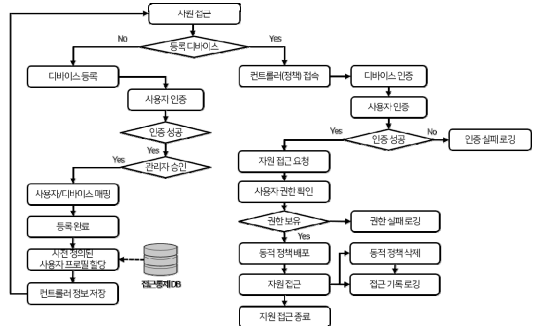 자원 접근
No
Yes
등록 디바이스
디바이스 등록
컨트롤러(정책) 접속
디바이스 인증
사용자 인증
사용자 인증
인증 성공
Yes
인증 성공
No
인증 실패 로깅
Yes
Yes
관리자 승인
자원 접근 요청
사용자/디바이스 매핑
사용자 권한 확인
등록 완료
권한 보유
권한 실패 로깅
Yes
사전 정의된
사용자 프로필 할당
동적 정책 배포
동적 정책 삭제
접근통제 DB
컨트롤러 정보 저장
자원 접근
접근 기록 로깅
자원 접근 종료